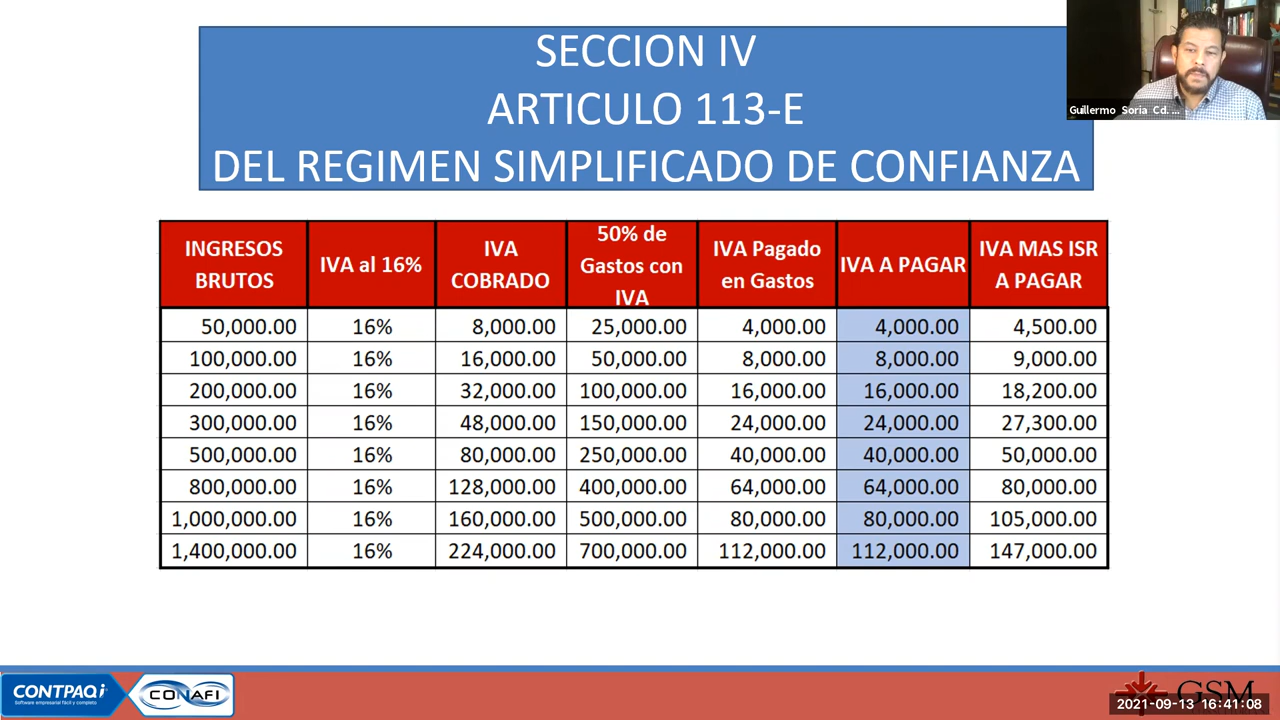 SECCION IV
ARTICULO 113-E
DEL REGIMEN SIMPLIFICADO DE CONFIANZA
Guillermo Soria Cd. ...
INGRESOS BRUTOS IVA al 16% IVA COBRADO 50% de Gastos con IVA IVA Pagado en Gastos IVA A PAGAR IVA MAS ISR A PAGAR
50,000.00 16% 8,000.00 25,000.00 4,000.00 4,000.00 4,500.00
100,000.00 16% 16,000.00 50,000.00 8,000.00 8,000.00 9,000.00
200,000.00 16% 32,000.00 100,000.00 16,000.00 16,000.00 18,200.00
300,000.00 16% 48,000.00 150,000.00 24,000.00 24,000.00 27,300.00
500,000.00 16% 80,000.00 250,000.00 40,000.00 40,000.00 50,000.00
800,000.00 16% 128,000.00 400,000.00 64,000.00 64,000.00 80,000.00
1,000,000.00 16% 160,000.00 500,000.00 80,000.00 80,000.00 105,000.00
1,400,000.00 16% 224,000.00 700,000.00 112,000.00 112,000.00 147,000.00
CONTPAQi
Software empresarial fácil y completo
CONAFI
GSM
2021-09-13 16:41:08